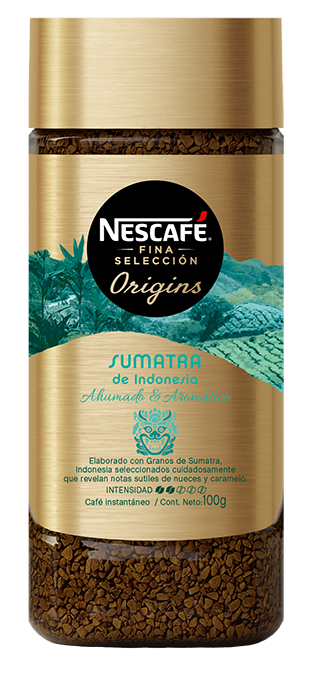 NESCAFÉ
FINA
SELECCIÓN
Origins
SUMATRA
de Indonesia
Ahumado & Aromático
Elaborado con Granos de Sumatra,
Indonesia seleccionados cuidadosamente
que revelan notas sutiles de nueces y caramelo.
INTENSIDAD
Café instantáneo / Cont. Neto:100g